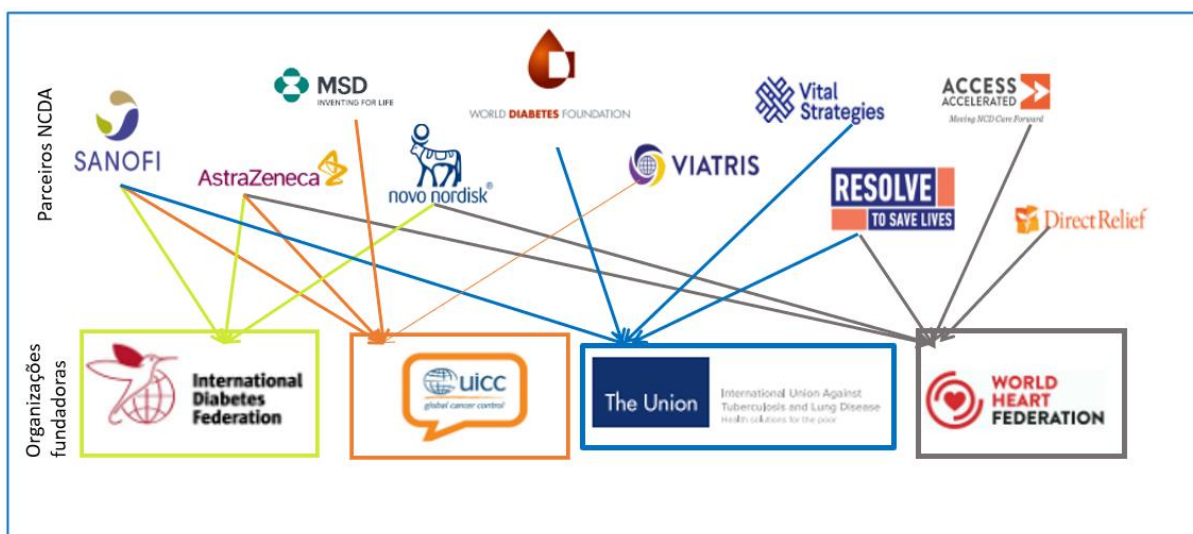 Parceiros NCDA
SANOFI
MSD
INVENTING FOR LIFE
AstraZeneca
novo nordisk®
WORLD DIABETES FOUNDATION
VIATRIS
Vital
Strategies
RESOLVE
TO SAVE LIVES
ACCESS
ACCELERATED
Moving NCD Care Forward
DirectRelief
Organizações
fundadoras
International
Diabetes
Federation
uicc
global cancer control
The Union
International Union Against
Tuberculosis and Lung Disease
Health solutions for the poor
WORLD
HEART
FEDERATION